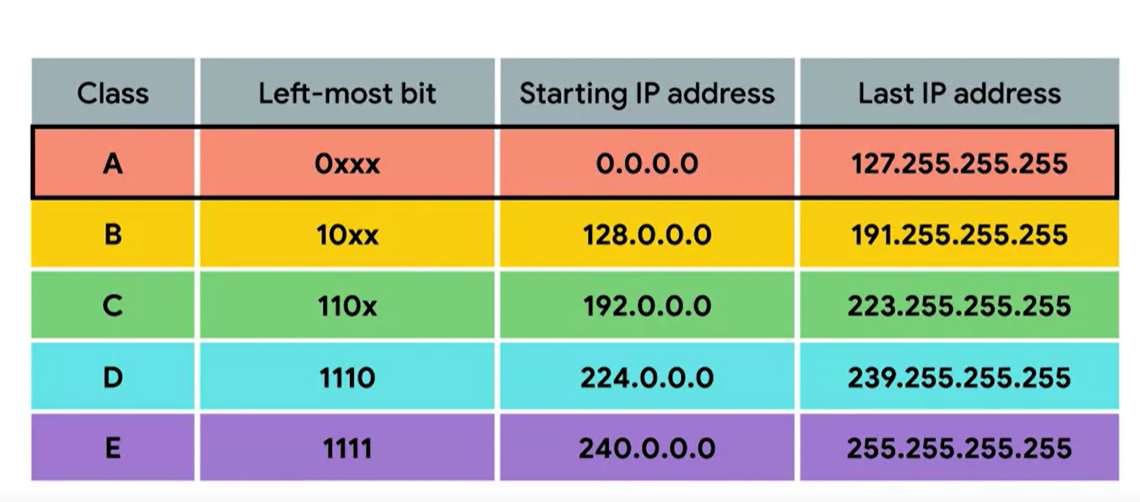 Class Left-most bit Starting IP address Last IP address
A 0xxx 0.0.0.0 127.255.255.255
B 10xx 128.0.0.0 191.255.255.255
C 110x 192.0.0.0 223.255.255.255
D 1110 224.0.0.0 239.255.255.255
E 1111 240.0.0.0 255.255.255.255